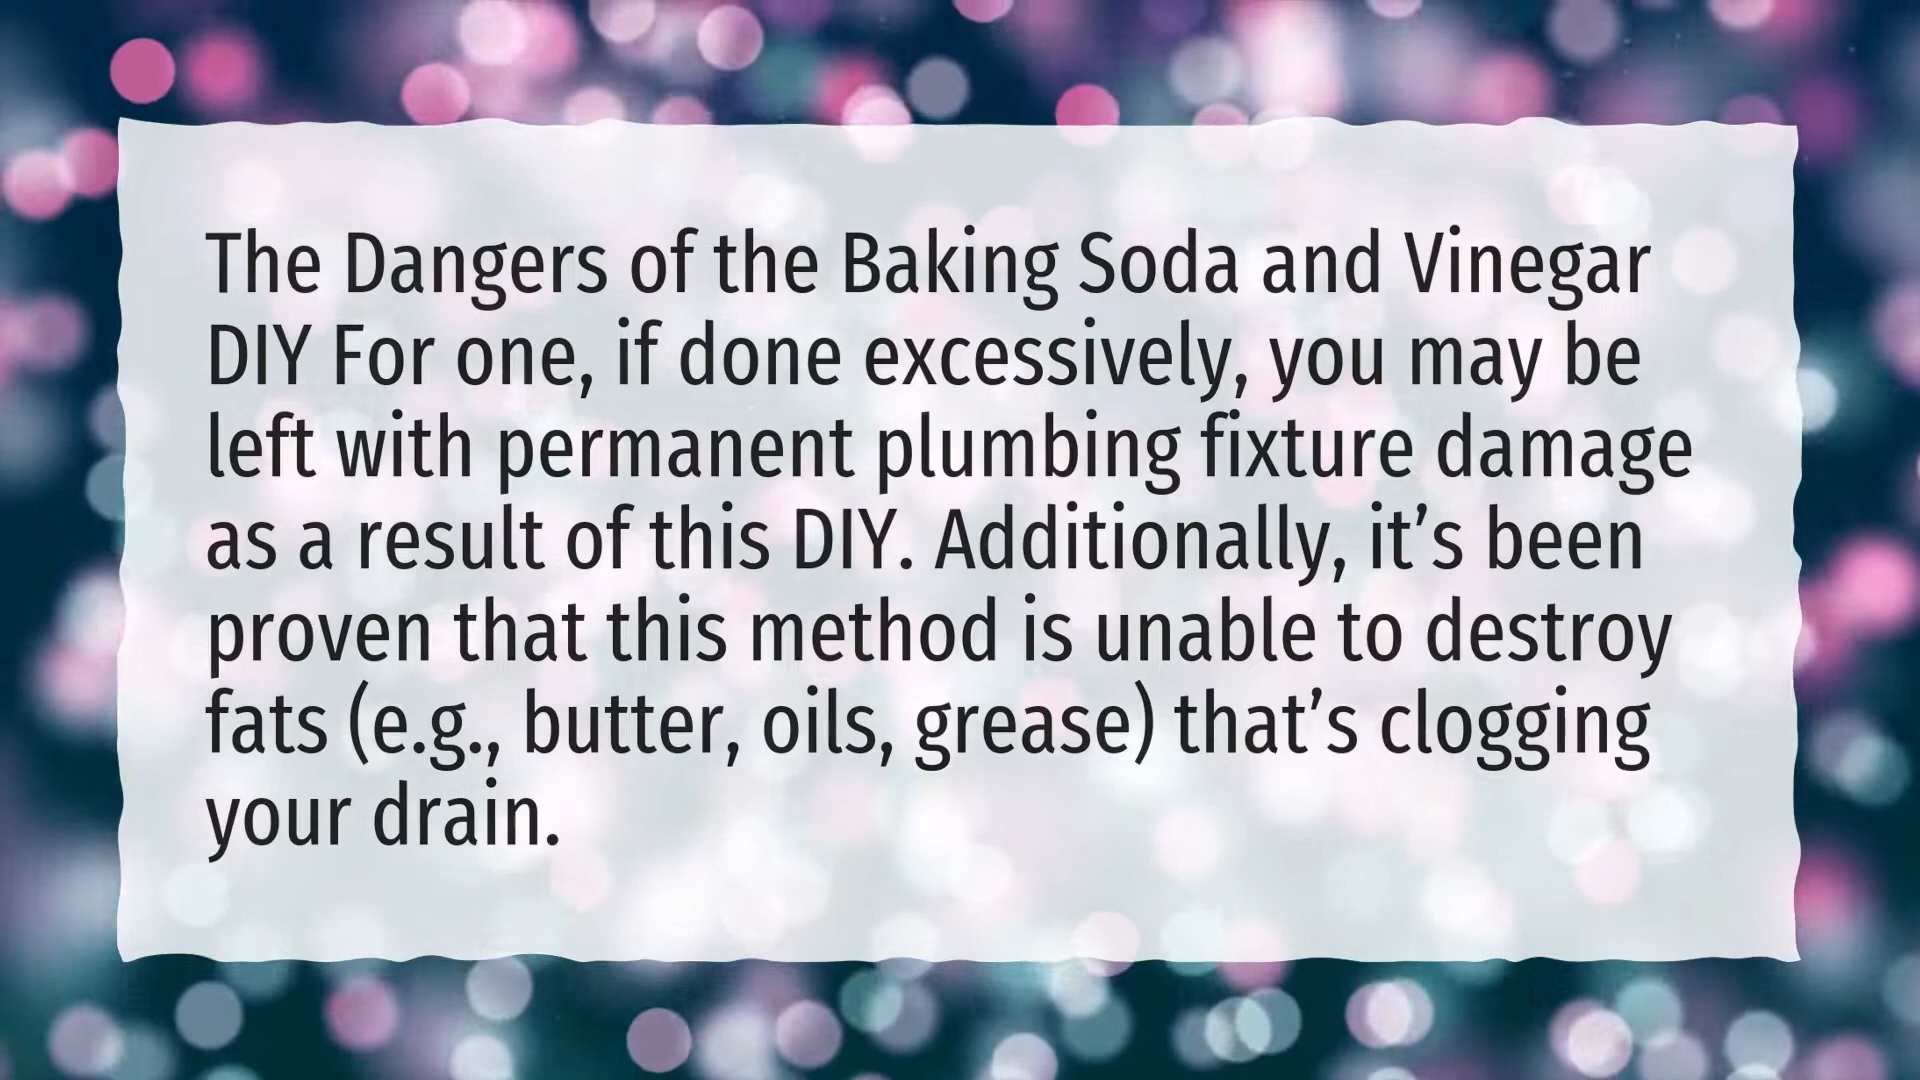 The Dangers of the Baking Soda and Vinegar
DIY For one, if done excessively, you may be
left with permanent plumbing fixture damage
as a result of this DIY. Additionally, it’s been
proven that this method is unable to destroy
fats (e.g., butter, oils, grease) that’s clogging
your drain.